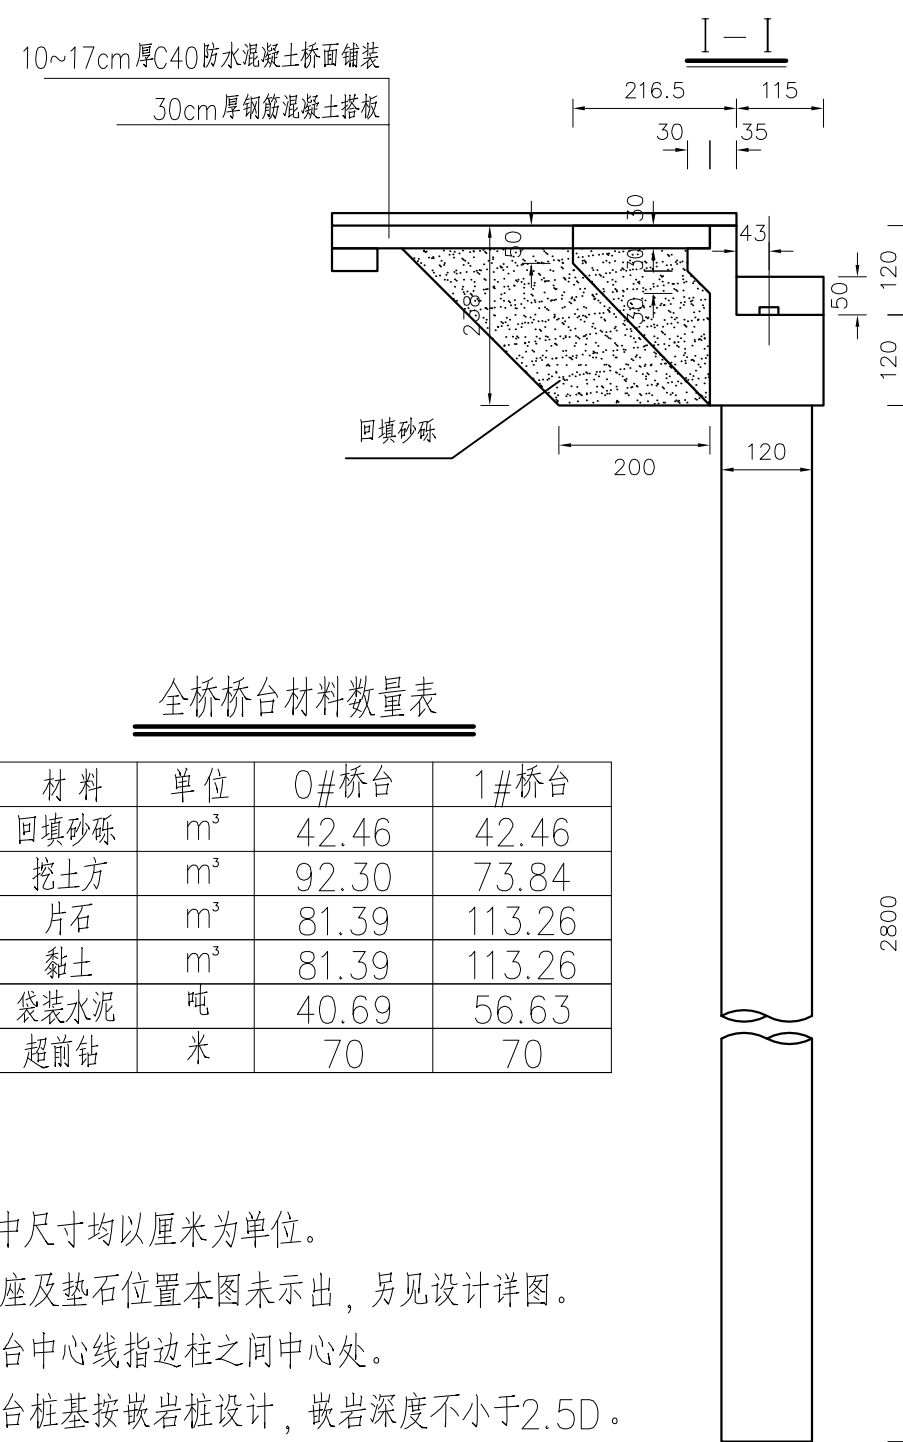 I - I
10~17cm厚C40防水混凝土桥面铺装
30cm厚钢筋混凝土搭板
216.5 115
30 35
30
50
43
120
30
50
238
30
120
回填砂砾
200
120
2800
全桥桥台材料数量表
材料 单位 0#桥台 1#桥台
回填砂砾 m³ 42.46 42.46
挖土方 m³ 92.30 73.84
片石 m³ 81.39 113.26
黏土 m³ 81.39 113.26
袋装水泥 吨 40.69 56.63
超前钻 米 70 70
中尺寸均以厘米为单位。
座及垫石位置本图未示出，另见设计详图。
台中心线指边柱之间中心处。
台桩基按嵌岩桩设计，嵌岩深度不小于2.5D。